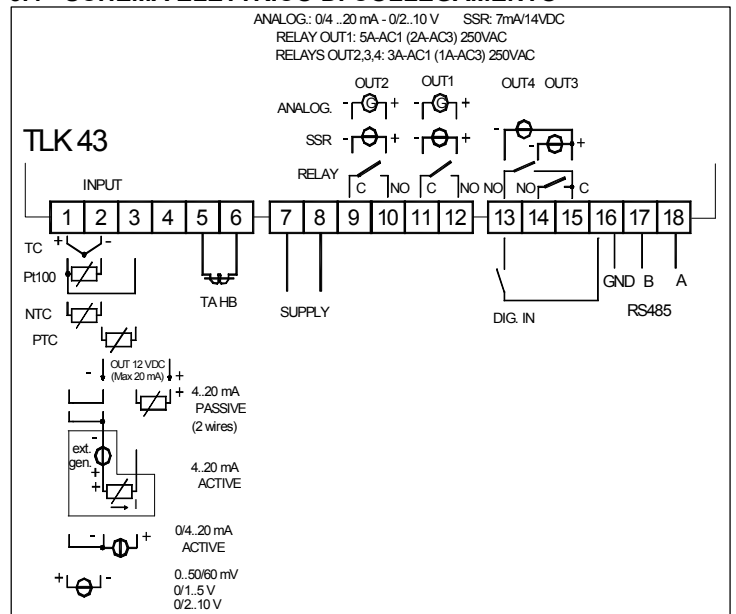 ANALOG.: 0/4 ..20 mA - 0/2..10 V SSR: 7mA/14VDC
RELAY OUT1: 5A-AC1 (2A-AC3) 250VAC
RELAYS OUT2,3,4: 3A-AC1 (1A-AC3) 250VAC
OUT2 OUT1 OUT4 OUT3
ANALOG. - G + - G +
SSR - + - + - - +
TLK 43
RELAY
INPUT
C NO C NO NO NO C
1 2 3 4 5 6 7 8 9 10 11 12 13 14 15 16 17 18
TC + -
Pt100
GND B A
NTC
TA HB
SUPPLY
DIG. IN
RS485
PTC
OUT 12 VDC
- (Max 20 mA) +
+ 4..20 mA
PASSIVE
(2 wires)
-
ext.
gen.
+
+
4..20 mA
ACTIVE
I
- + 0/4..20 mA
ACTIVE
+ - 0..50/60 mV
0/1..5 V
0/2..10 V